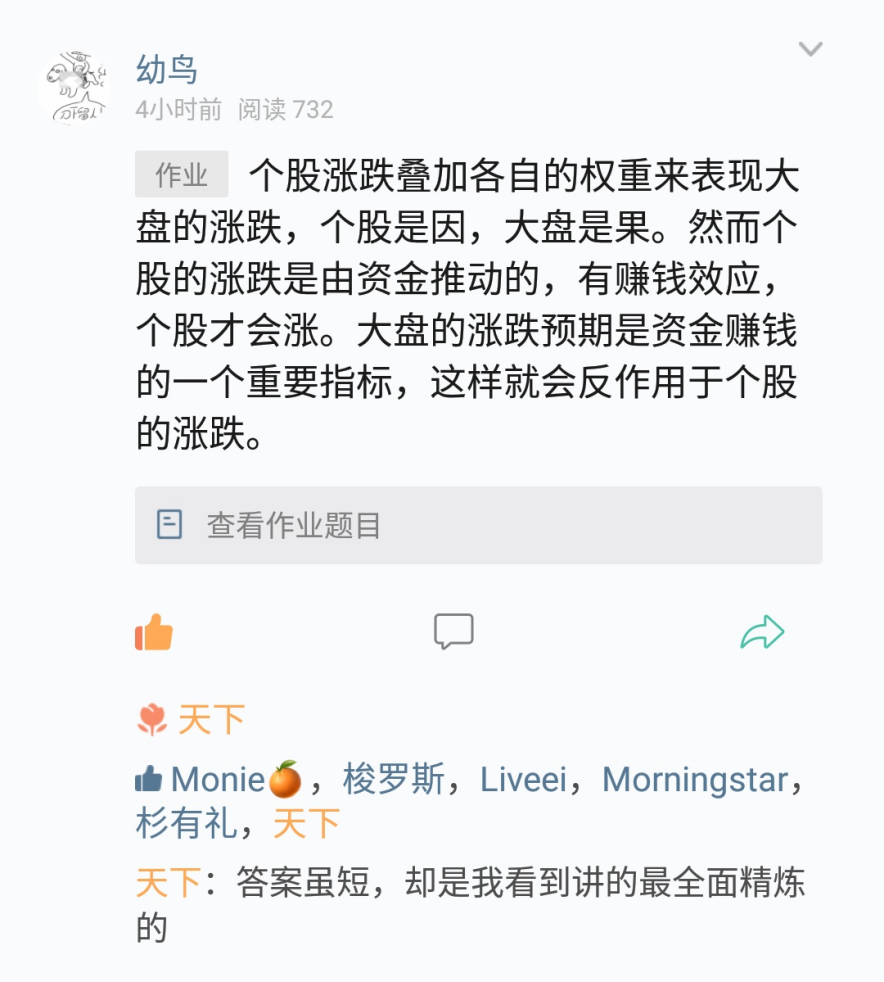 幼鸟
4小时前 阅读 732
作业 个股涨跌叠加各自的权重来表现大
盘的涨跌，个股是因，大盘是果。然而个
股的涨跌是由资金推动的，有赚钱效应，
个股才会涨。大盘的涨跌预期是资金赚钱
的一个重要指标，这样就会反作用于个股
的涨跌。
查看作业题目
天下
Monie🍊，梭罗斯，Liveei，Morningstar，
杉有礼，天下
天下：答案虽短，却是我看到讲的最全面精炼
的